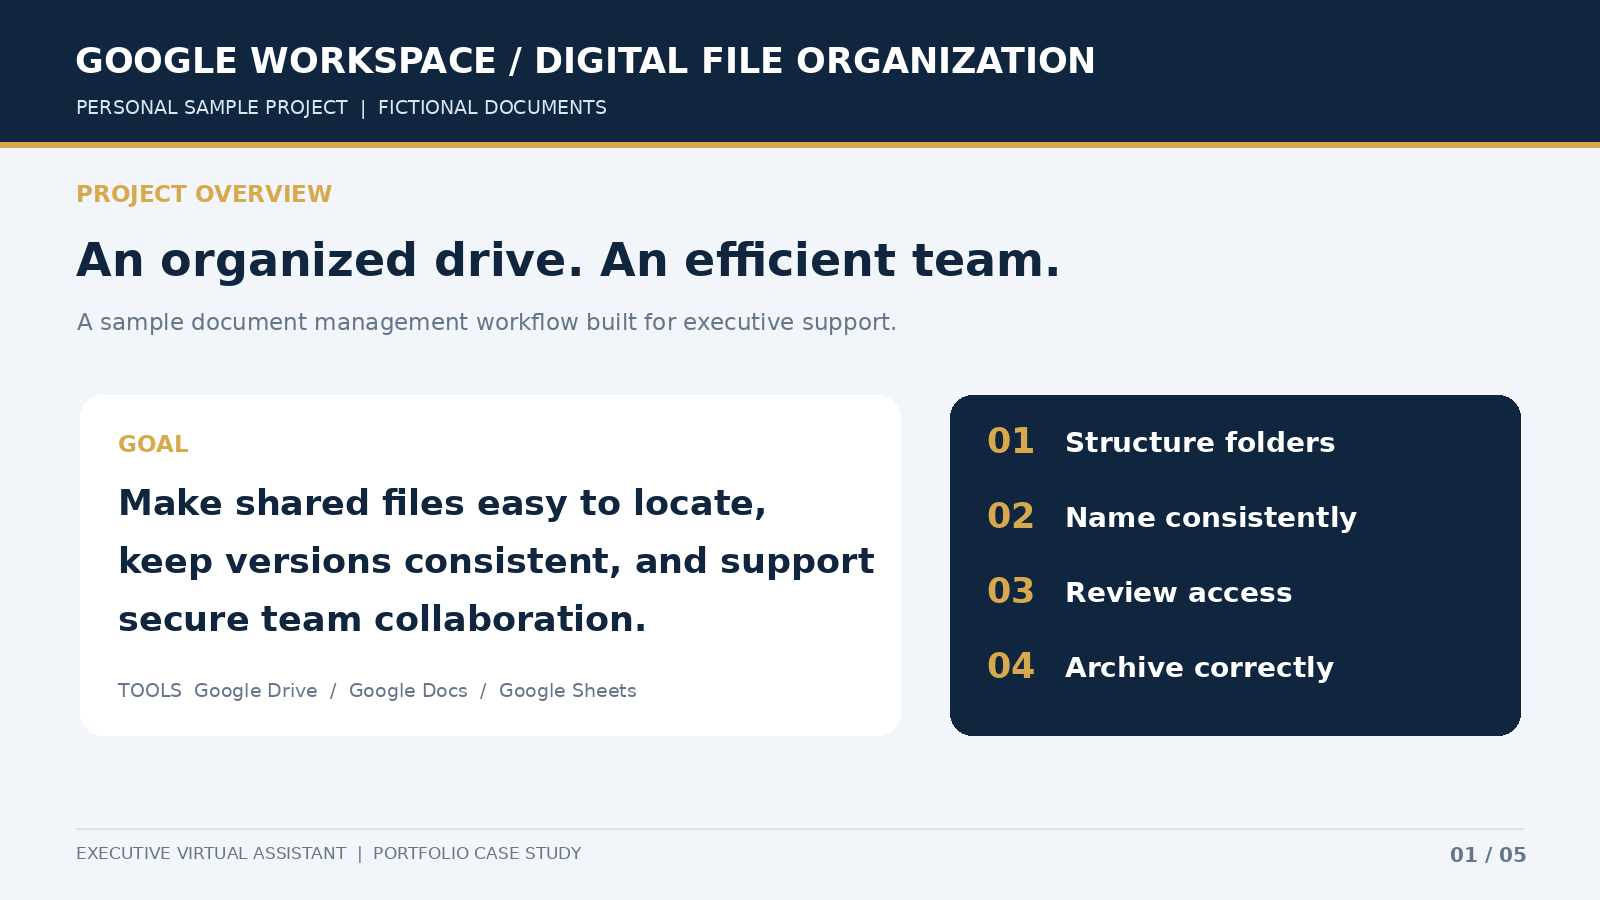 GOOGLE WORKSPACE / DIGITAL FILE ORGANIZATION
PERSONAL SAMPLE PROJECT | FICTIONAL DOCUMENTS
PROJECT OVERVIEW
An organized drive. An efficient team.
A sample document management workflow built for executive support.
GOAL
Make shared files easy to locate,
keep versions consistent, and support
secure team collaboration.
TOOLS Google Drive / Google Docs / Google Sheets
01 Structure folders
02 Name consistently
03 Review access
04 Archive correctly
EXECUTIVE VIRTUAL ASSISTANT | PORTFOLIO CASE STUDY
01 / 05